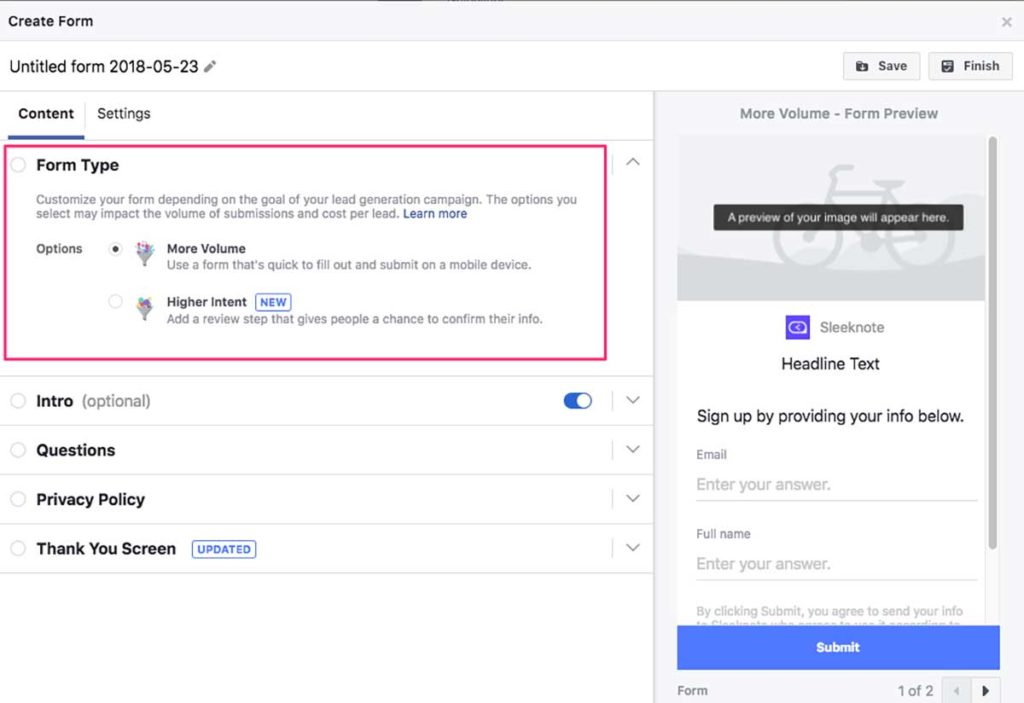 Create Form
Untitled form 2018-05-23
Save
Finish
Content
Settings
Form Type
Customize your form depending on the goal of your lead generation campaign. The options you
select may impact the volume of submissions and cost per lead. Learn more
Options
More Volume
Use a form that's quick to fill out and submit on a mobile device.
Higher Intent NEW
Add a review step that gives people a chance to confirm their info.
Intro (optional)
Questions
Privacy Policy
Thank You Screen UPDATED
More Volume - Form Preview
A preview of your image will appear here.
Sleeknote
Headline Text
Sign up by providing your info below.
Email
Enter your answer.
Full name
Enter your answer.
By clicking Submit, you agree to send your info
to Sleeknote who agrees to use it according to
Submit
Form
1 of 2